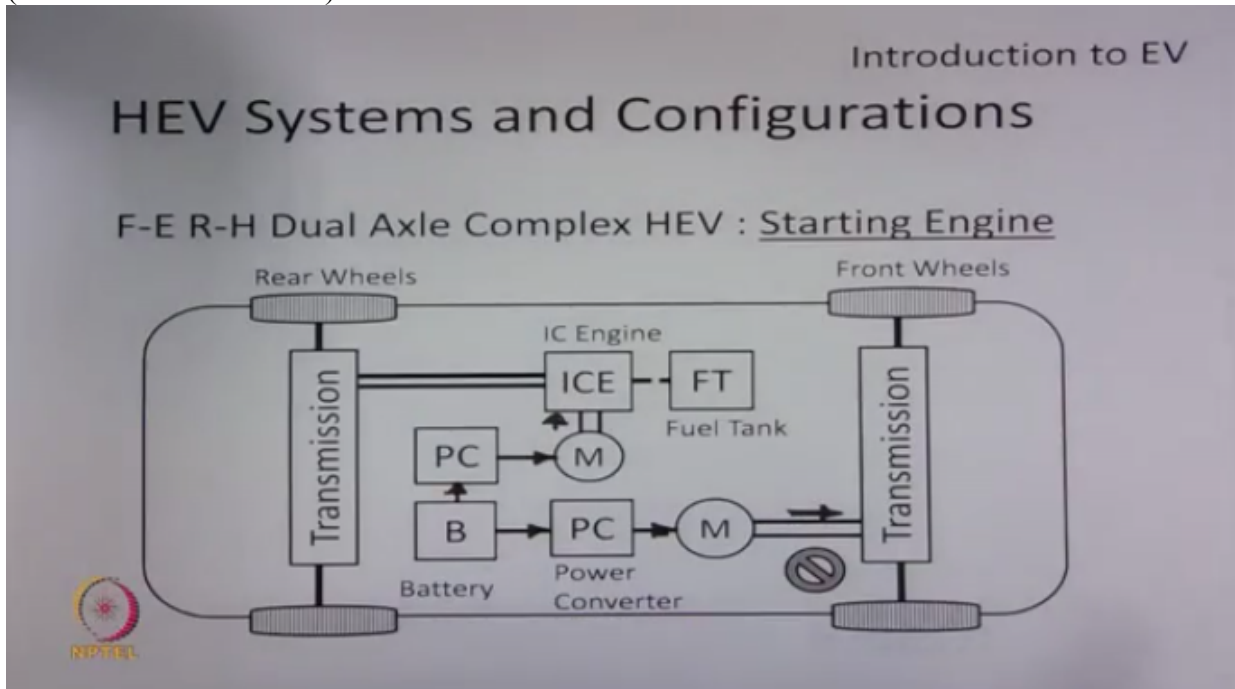 Introduction to EV
HEV Systems and Configurations
F-E R-H Dual Axle Complex HEV : Starting Engine
Rear Wheels
Front Wheels
IC Engine
Transmission
ICE
FT
Transmission
Fuel Tank
PC
M
B
PC
M
Battery
Power
Converter
NPTEL